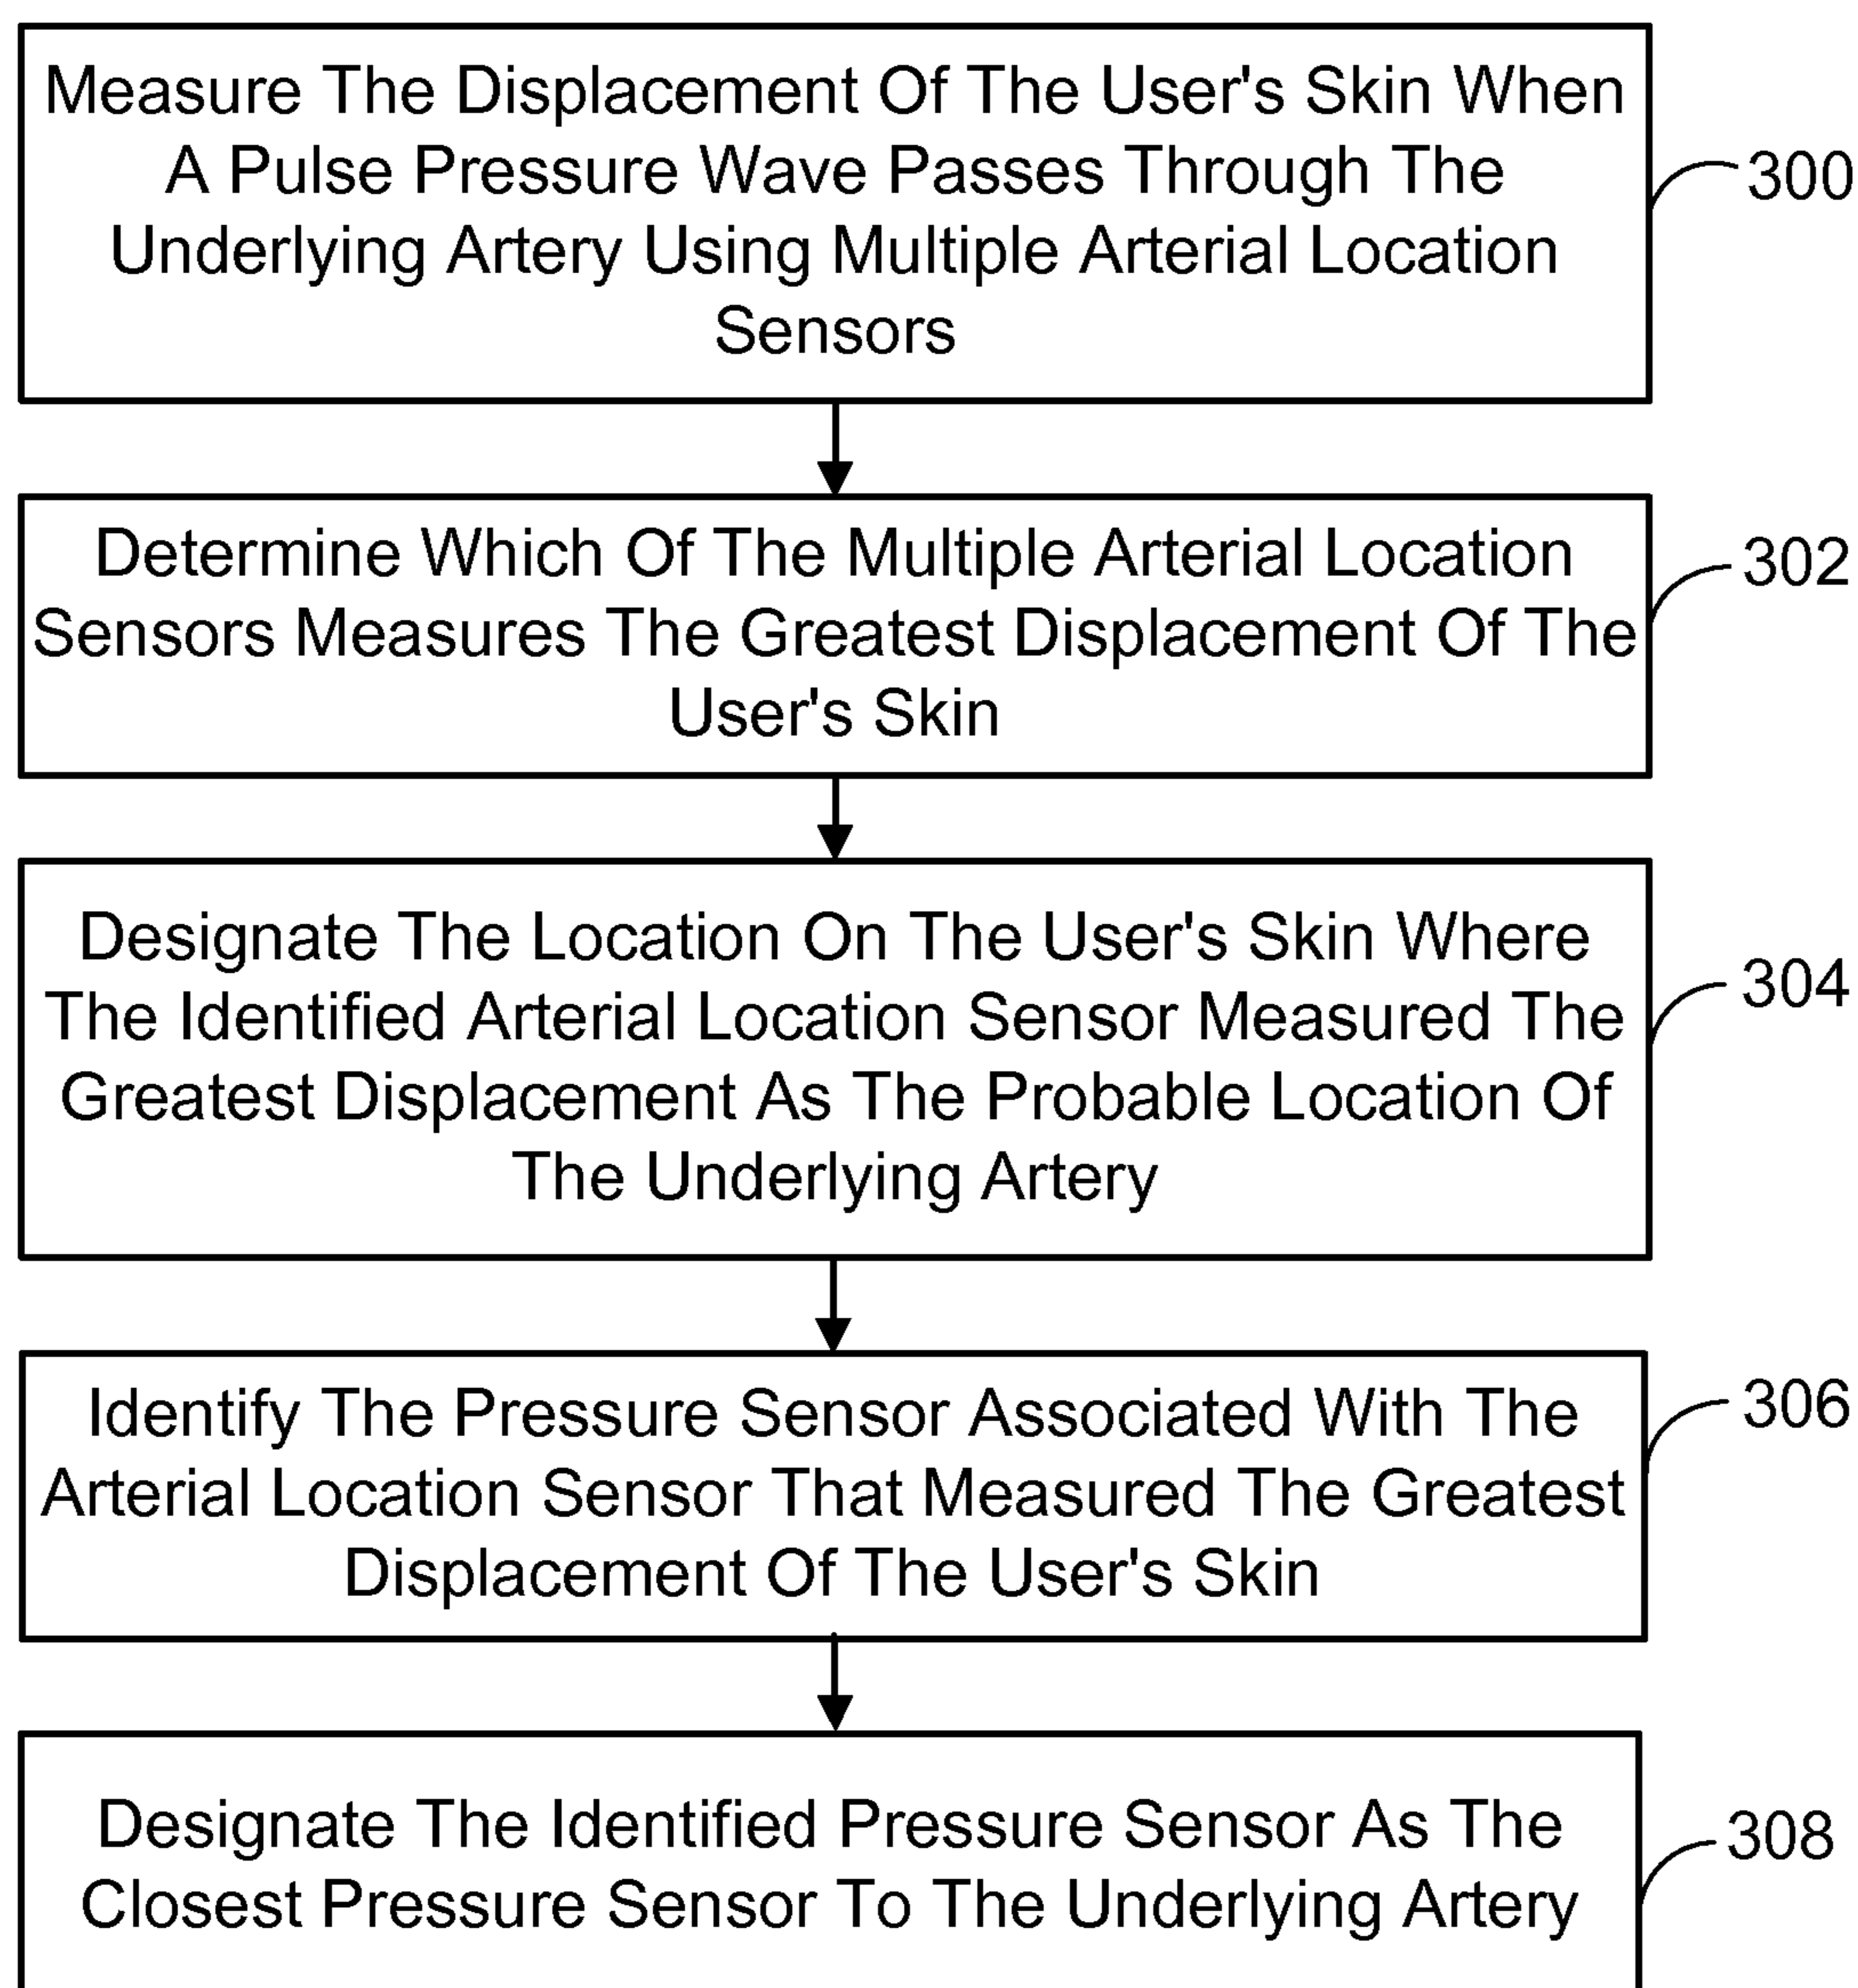 Measure The Displacement Of The User's Skin When
A Pulse Pressure Wave Passes Through The
Underlying Artery Using Multiple Arterial Location
Sensors
300
Determine Which Of The Multiple Arterial Location
Sensors Measures The Greatest Displacement Of The
User's Skin
302
Designate The Location On The User's Skin Where
The Identified Arterial Location Sensor Measured The
Greatest Displacement As The Probable Location Of
The Underlying Artery
304
Identify The Pressure Sensor Associated With The
Arterial Location Sensor That Measured The Greatest
Displacement Of The User's Skin
306
Designate The Identified Pressure Sensor As The
Closest Pressure Sensor To The Underlying Artery
308